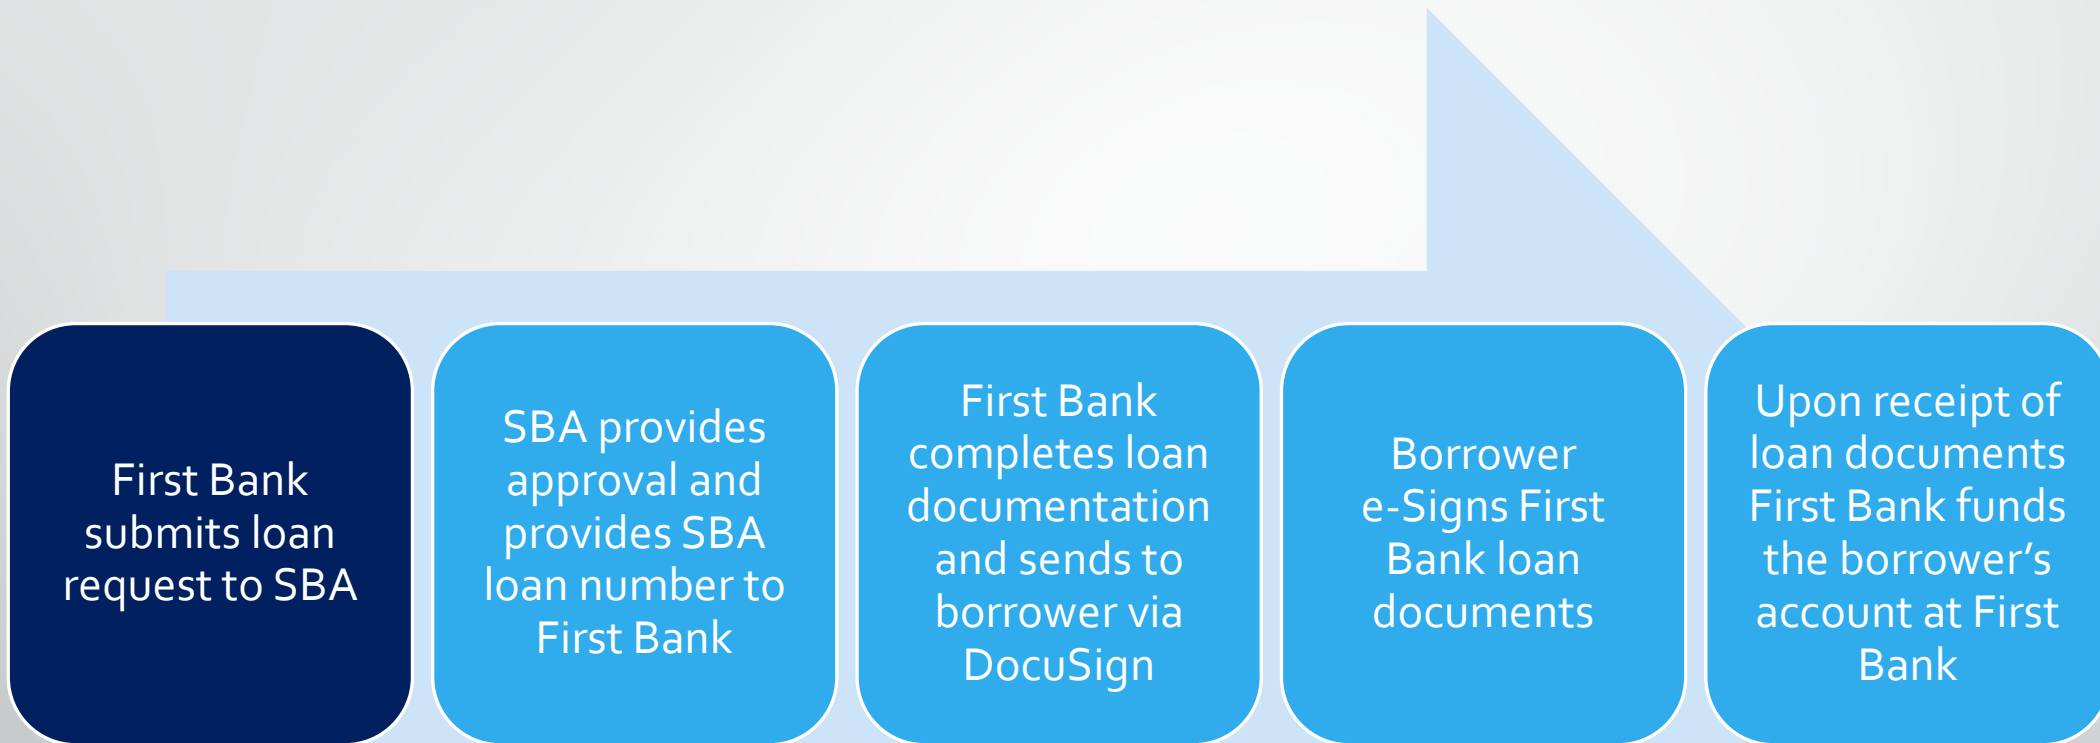 First Bank
submits loan
request to SBA
SBA provides
approval and
provides SBA
loan number to
First Bank
First Bank
completes loan
documentation
and sends to
borrower via
DocuSign
Borrower
e-Signs First
Bank loan
documents
Upon receipt of
loan documents
First Bank funds
the borrower’s
account at First
Bank